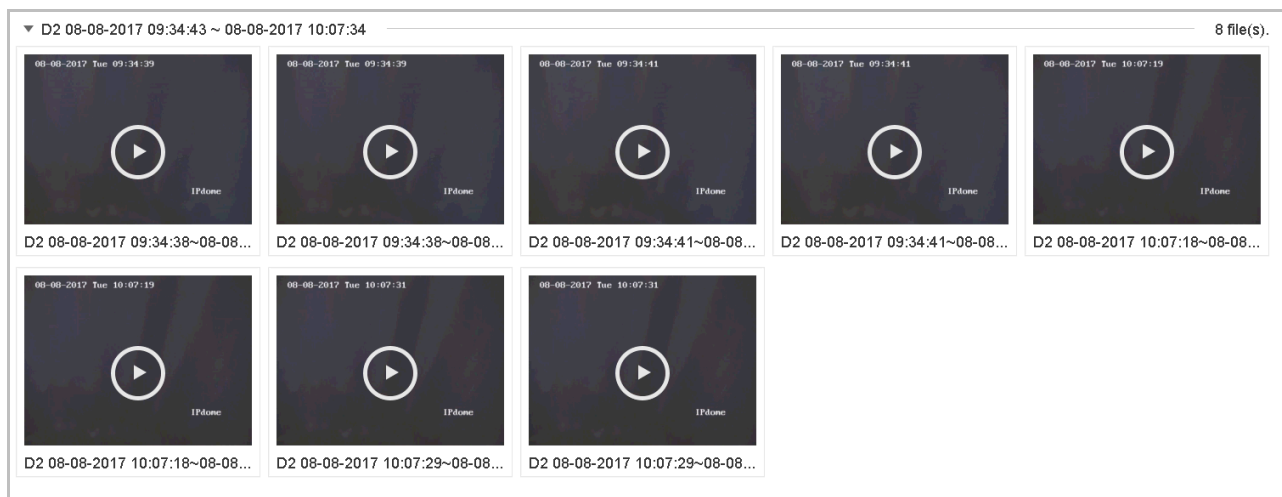 D2 08-08-2017 09:34:43 ~ 08-08-2017 10:07:34 8 file(s).
08-08-2017 Tue 09:34:39
IPdome
D2 08-08-2017 09:34:38~08-08...
08-08-2017 Tue 09:34:39
IPdome
D2 08-08-2017 09:34:38~08-08...
08-08-2017 Tue 09:34:41
IPdome
D2 08-08-2017 09:34:41~08-08...
08-08-2017 Tue 09:34:41
IPdome
D2 08-08-2017 09:34:41~08-08...
08-08-2017 Tue 10:07:19
IPdome
D2 08-08-2017 10:07:18~08-08...
08-08-2017 Tue 10:07:19
IPdome
D2 08-08-2017 10:07:18~08-08...
08-08-2017 Tue 10:07:31
IPdome
D2 08-08-2017 10:07:29~08-08...
08-08-2017 Tue 10:07:31
IPdome
D2 08-08-2017 10:07:29~08-08...